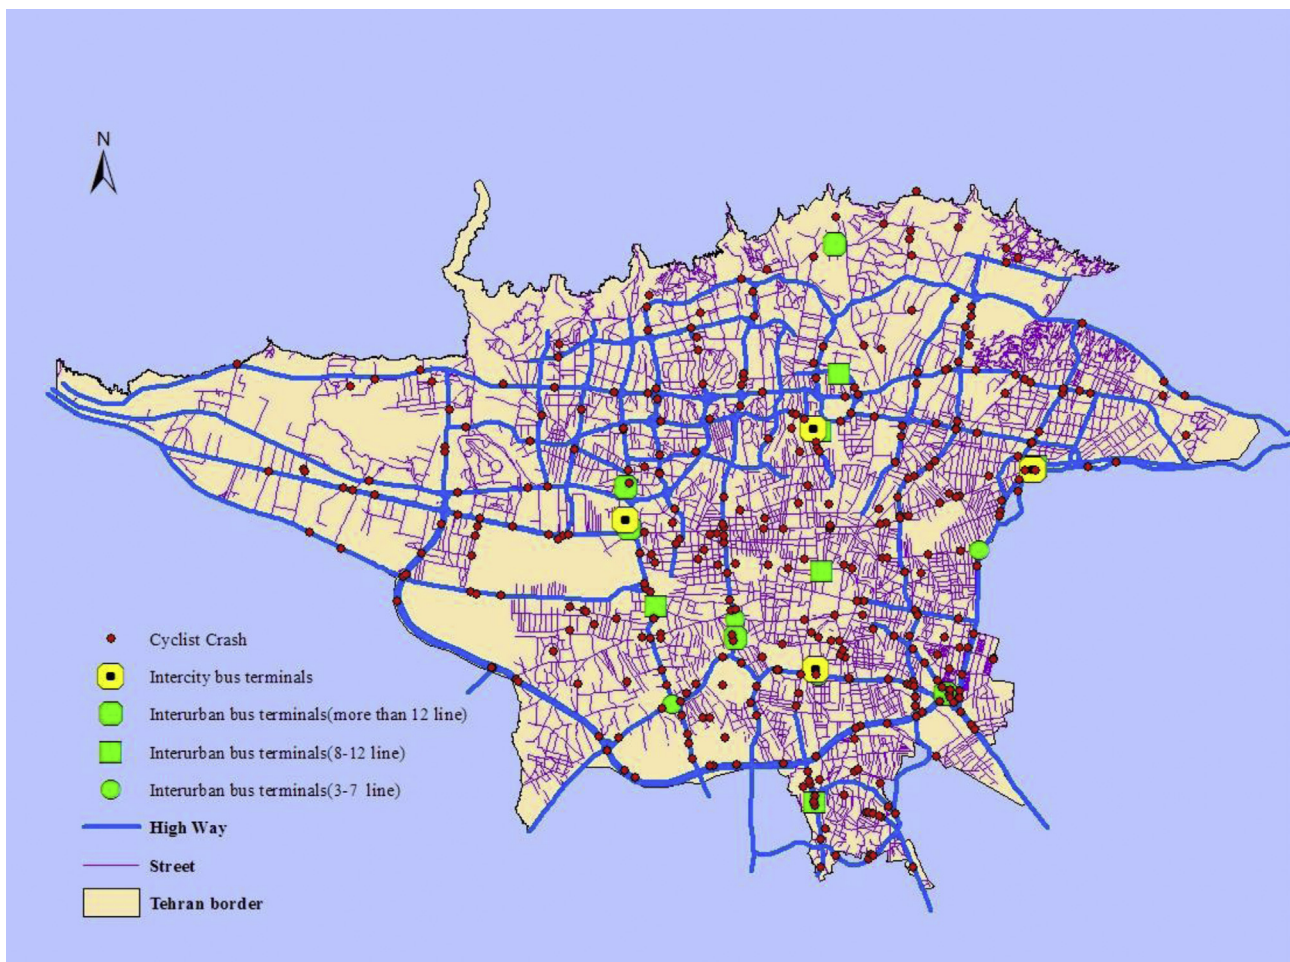 N
Cyclist Crash
Intercity bus terminals
Interurban bus terminals(more than 12 line)
Interurban bus terminals(8-12 line)
Interurban bus terminals(3-7 line)
High Way
Street
Tehran border